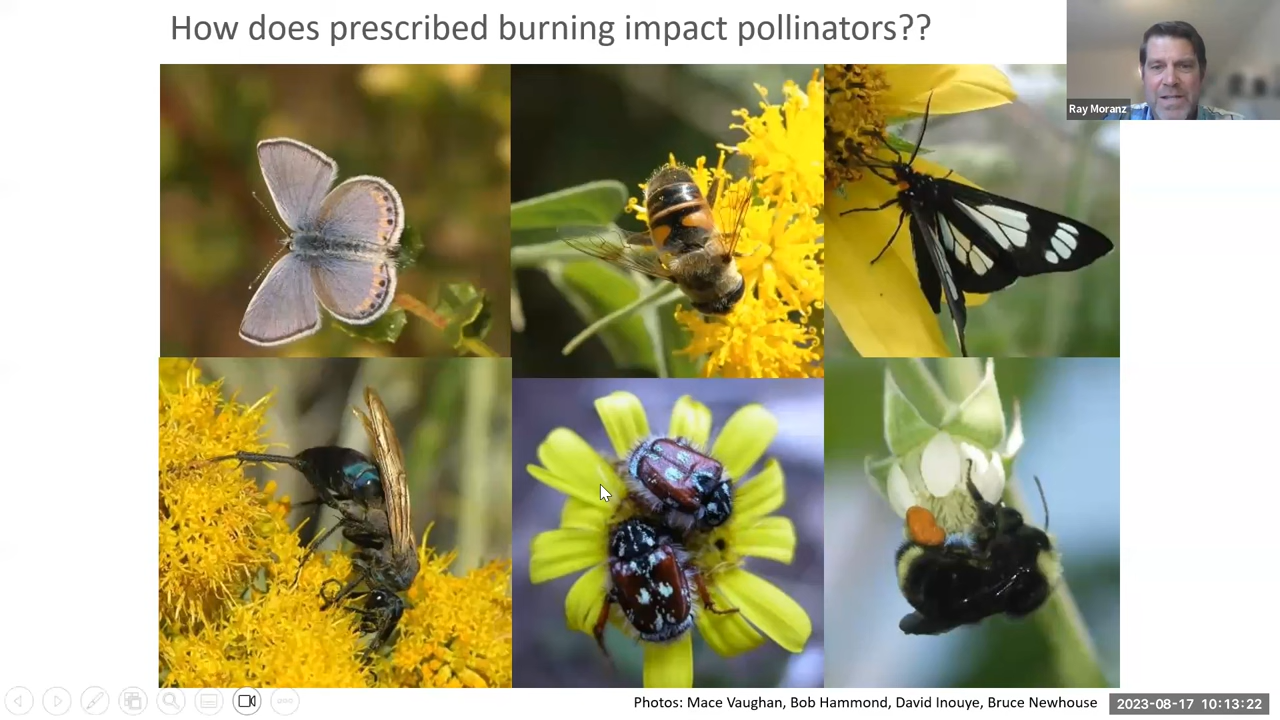 How does prescribed burning impact pollinators??
Ray Moranz
Photos: Mace Vaughan, Bob Hammond, David Inouye, Bruce Newhouse
2023-08-17 10:13:22